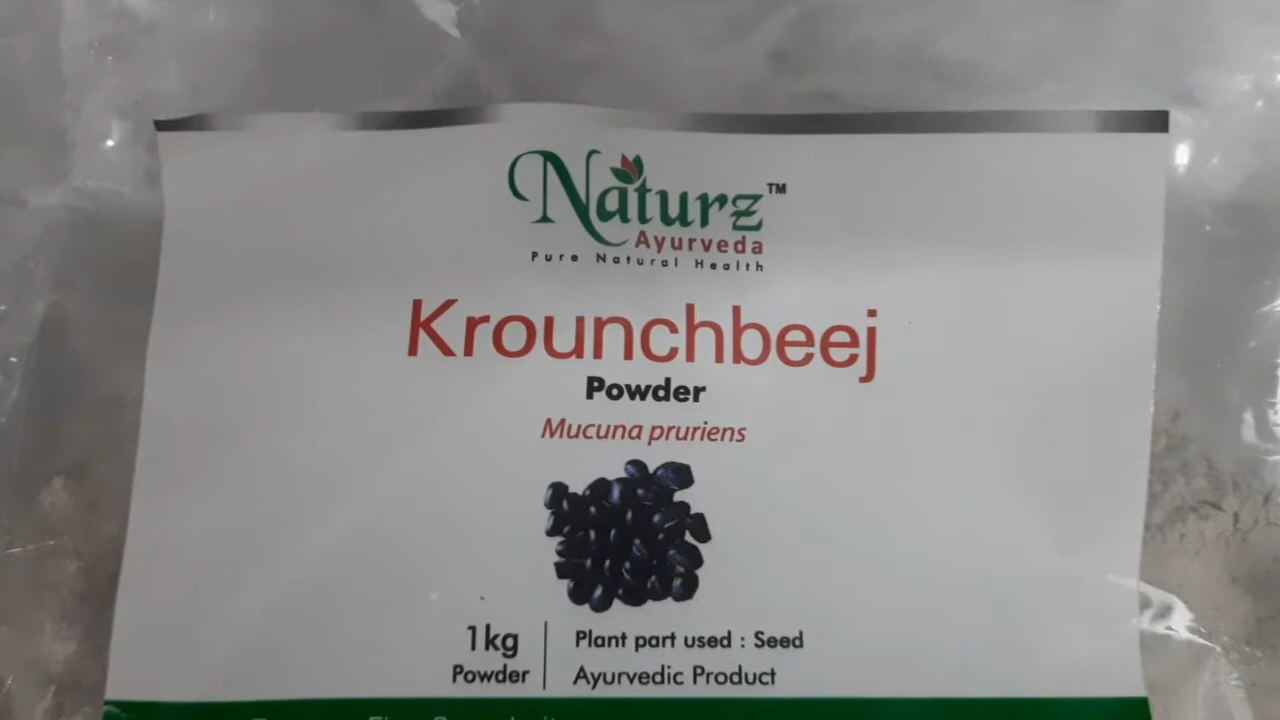 Naturz™
Ayurveda
Pure Natural Health
Krounchbeej
Powder
Mucuna pruriens
1kg
Powder
Plant part used : Seed
Ayurvedic Product